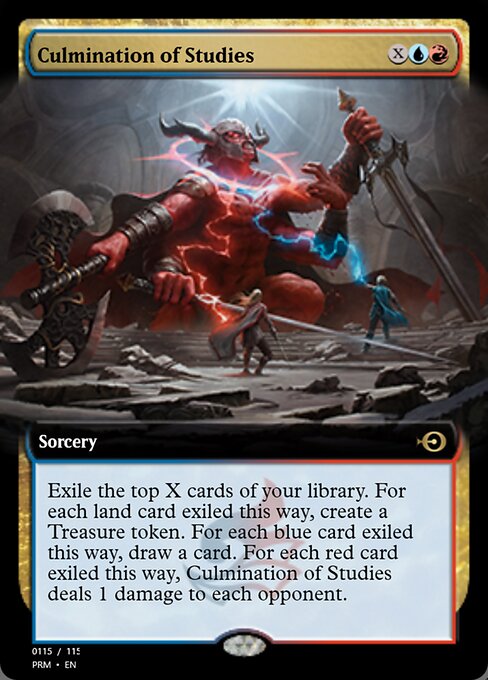 Culmination of Studies X
Sorcery
Exile the top X cards of your library. For
each land card exiled this way, create a
Treasure token. For each blue card exiled
this way, draw a card. For each red card
exiled this way, Culmination of Studies
deals 1 damage to each opponent.
0115 / 115
PRM • EN